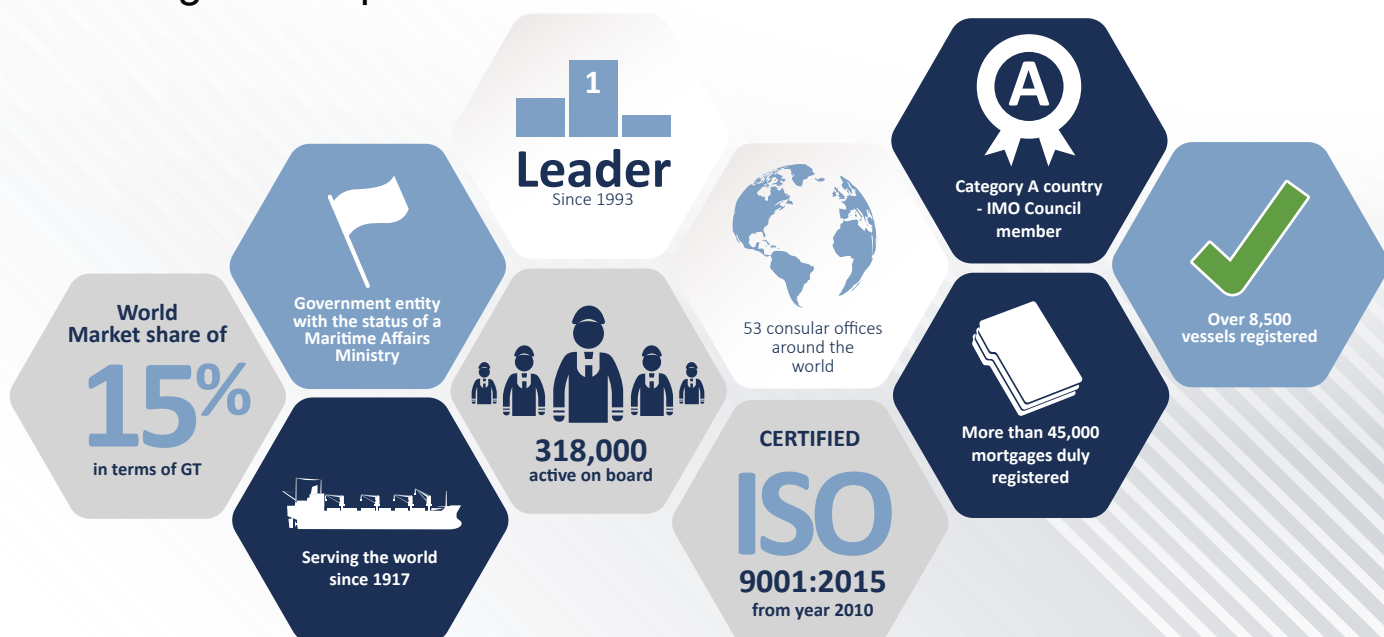 1
Leader
Since 1993
A
Category A country
- IMO Council
member
Government entity
with the status of a
Maritime Affairs
Ministry
53 consular offices
around the
world
Over 8,500
vessels registered
World
Market share of
15%
in terms of GT
318,000
active on board
More than 45,000
mortgages duly
registered
Serving the world
since 1917
CERTIFIED
ISO
9001:2015
from year 2010